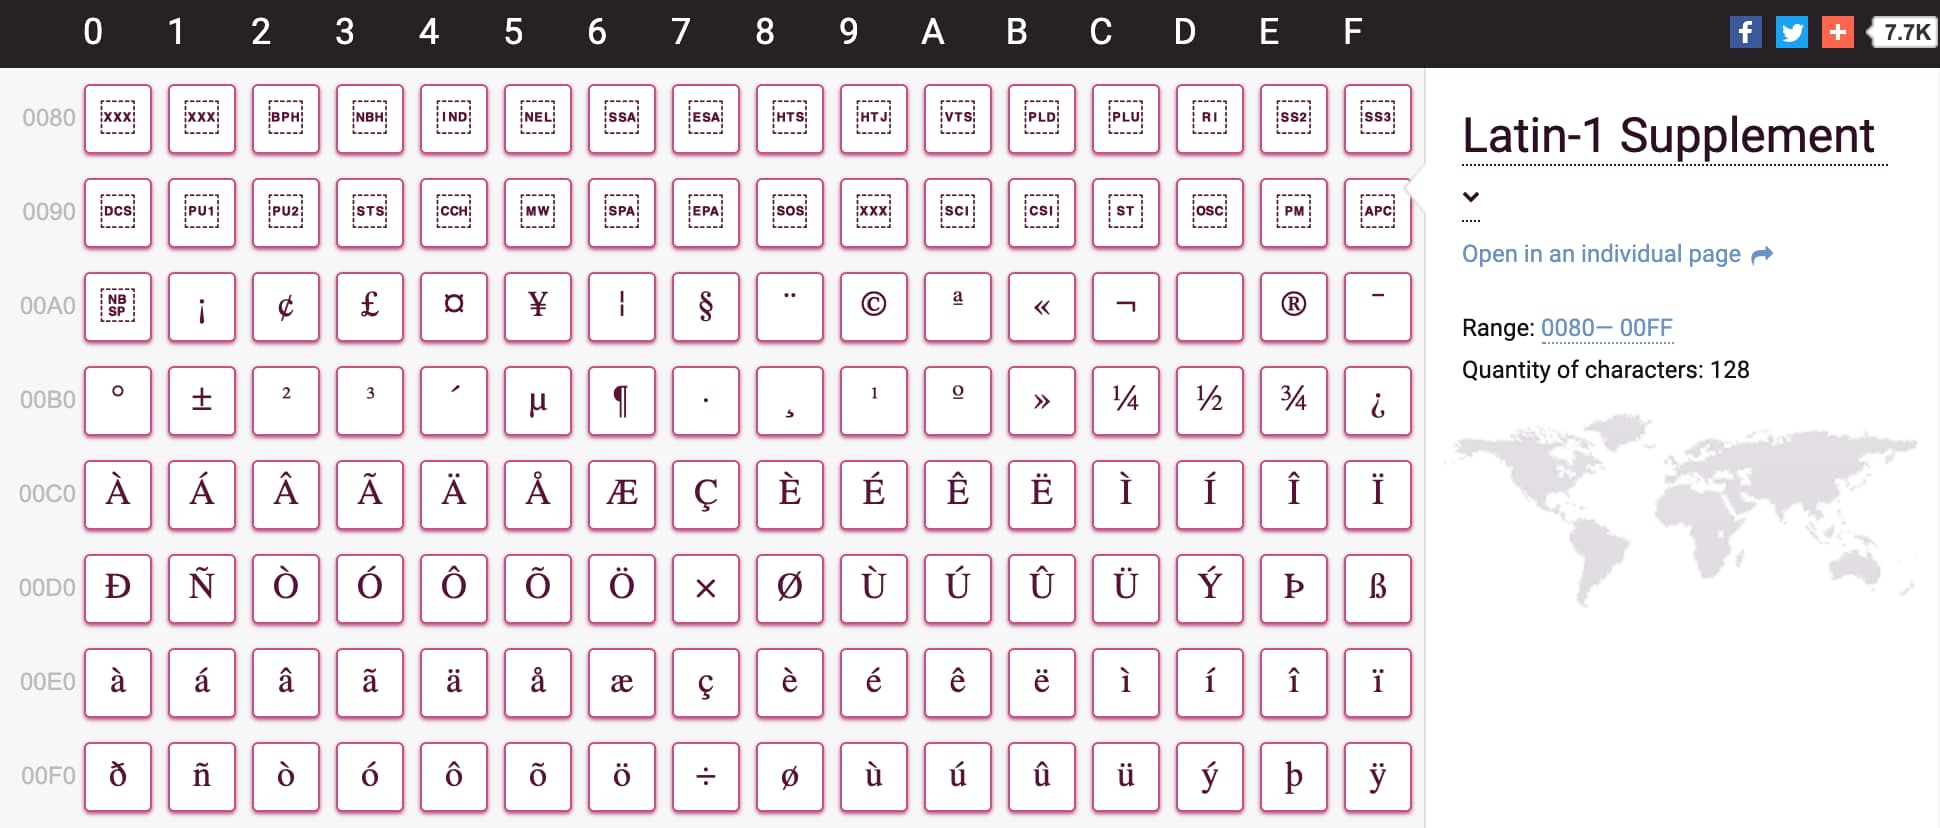 0 1 2 3 4 5 6 7 8 9 A B C D E F
7.7K
0080 XXX XXX BPH NBH IND NEL SSA ESA HTS HTJ VTS PLD PLU RI SS2 SS3
0090 DCS PU1 PU2 STS CCH MW SPA EPA SOS XXX SCI CSI ST OSC PM APC
00A0 NB SP ¡ ¢ £ ¤ ¥ ¦ § ¨ © ª « ¬ ® ¯
00B0 ° ± ² ³ ´ µ ¶ · ¸ ¹ º » ¼ ½ ¾ ¿
00C0 À Á Â Ã Ä Å Æ Ç È É Ê Ë Ì Í Î Ï
00D0 Ð Ñ Ò Ó Ô Õ Ö × Ø Ù Ú Û Ü Ý Þ ß
00E0 à á â ã ä å æ ç è é ê ë ì í î ï
00F0 ð ñ ò ó ô õ ö ÷ ø ù ú û ü ý þ ÿ
Latin-1 Supplement
Open in an individual page
Range: 0080— 00FF
Quantity of characters: 128